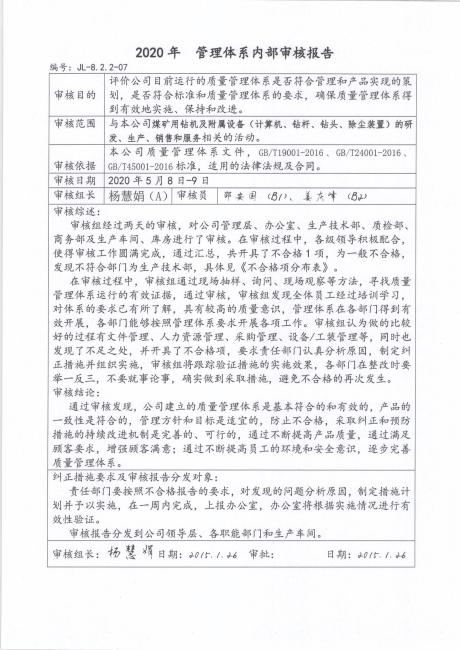 2020年 管理体系内部审核报告
编号：JL-8.2.2-07
审核目的
评价公司目前运行的质量管理体系是否符合管理和产品实现的策
划，是否符合标准和质量管理体系的要求，确保质量管理体系得
到有效地实施、保持和改进。
审核范围
与本公司煤矿用钻机及附属设备（计算机、钻杆、钻头、除尘装置）的研
发、生产、销售和服务相关的活动。
审核依据
本公司质量管理体系文件，GB/T19001-2016、GB/T24001-2016、
GB/T45001-2016标准，适用的法律法规及合同。
审核日期 2020年5月8日-9日
审核组长 杨慧娟（A） 审核员 （B1）、姜庆峰（B2）
审核综述：
审核组经过两天的审核，对公司管理层、办公室、生产技术部、质检部、
商务部及生产车间、库房进行了审核。在审核过程中，各级领导积极配合，
使得审核工作圆满完成，通过汇总，共开具了不合格1项，为一般不合格，
发现不符合部门为生产技术部，具体见《不合格项分布表》。
在审核过程中，审核组通过现场抽样、询问、现场观察等方法，寻找质量
管理体系运行的有效证据，通过审核，审核组发现全体员工经过培训学习，
对体系的要求已有所了解，具有较高的质量意识，管理体系在各部门得到有
效开展，各部门能够按照管理体系要求开展各项工作。审核组认为做的比较
好的过程有文件管理、人力资源管理、采购管理、设备/工装管理等，同时也
发现了不足之处，并开具了不合格项，要求责任部门认真分析原因，制定纠
正措施并组织实施，审核组将跟踪验证措施的实施效果，各部门在整改时要
举一反三，不要就事论事，确实做到采取措施，避免不合格的再次发生。
审核结论：
通过审核发现，公司建立的质量管理体系是基本符合的和有效的，产品的
一致性是符合的，管理方针和目标是适宜的，防止不合格，采取纠正和预防
措施的持续改进机制是完善的、可行的，通过不断提高产品质量，通过满足
顾客要求，增强顾客满意；通过不断提高员工的环境和安全意识，逐步完善
质量管理体系。
纠正措施要求及审核报告分发对象：
责任部门要按照不合格报告的要求，对发现的问题分析原因，制定措施计
划并予以实施，在一周内完成，上报办公室，办公室将根据实施情况进行有
效性验证。
审核报告分发到公司领导层、各职能部门和生产车间。
审核组长：杨慧娟 日期：2015.1.26 审批： 日期：2015.1.26